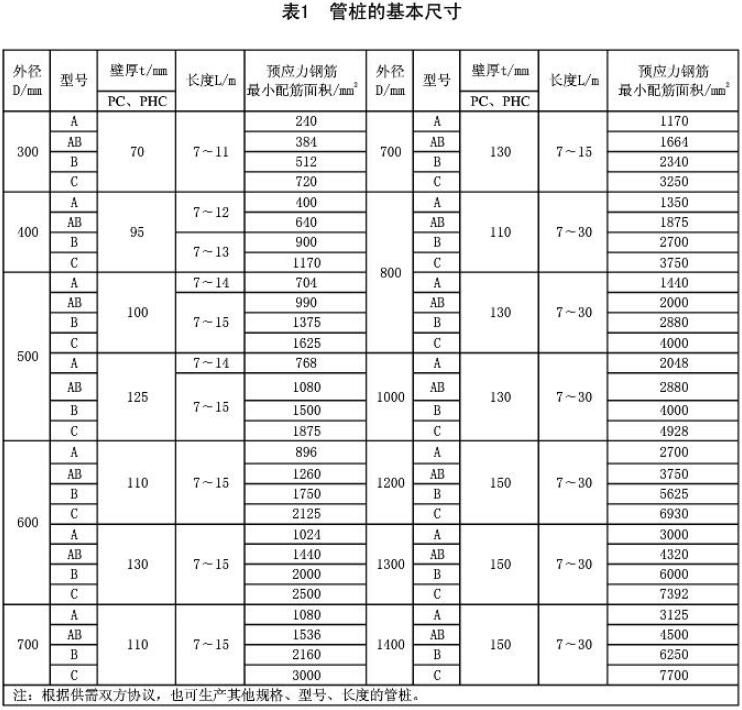 表1 管桩的基本尺寸
外径 D/mm 型号 壁厚t/mm 长度L/m 预应力钢筋 最小配筋面积/mm² 外径 D/mm 型号 壁厚t/mm 长度L/m 预应力钢筋 最小配筋面积/mm²
PC、PHC PC、PHC
300 A 70 7～11 240 700 A 130 7～15 1170
AB 384 AB 1664
B 512 B 2340
C 720 C 3250
400 A 95 7～12 400 800 A 110 7～30 1350
AB 640 AB 1875
B 7～13 900 B 2700
C 1170 C 3750
500 A 100 7～14 704 A 130 7～30 1440
AB 7～15 990 AB 2000
B 1375 B 2880
C 1625 C 4000
A 125 7～14 768 1000 A 130 7～30 2048
AB 7～15 1080 AB 2880
B 1500 B 4000
C 1875 C 4928
600 A 110 7～15 896 1200 A 150 7～30 2700
AB 1260 AB 3750
B 1750 B 5625
C 2125 C 6930
A 130 7～15 1024 1300 A 150 7～30 3000
AB 1440 AB 4320
B 2000 B 6000
C 2500 C 7392
700 A 110 7～15 1080 1400 A 150 7～30 3125
AB 1536 AB 4500
B 2160 B 6250
C 3000 C 7700
注：根据供需双方协议，也可生产其他规格、型号、长度的管桩。